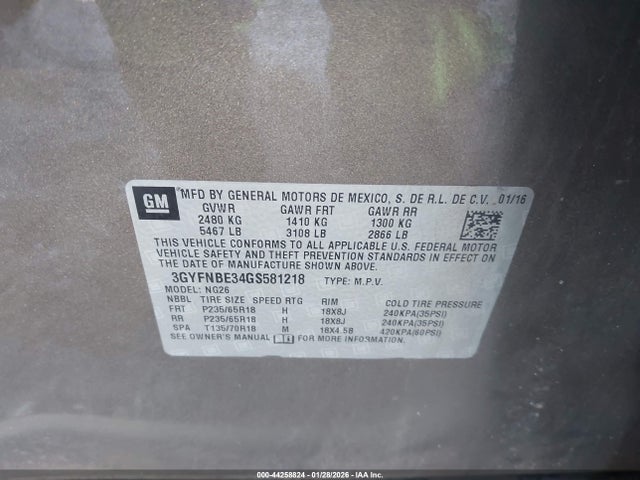 GM
MFD BY GENERAL MOTORS DE MEXICO, S. DE R.L. DE C.V. 01/16
GVWR GAWR FRT GAWR RR
2480 KG 1410 KG 1300 KG
5467 LB 3108 LB 2866 LB
THIS VEHICLE CONFORMS TO ALL APPLICABLE U.S. FEDERAL MOTOR
VEHICLE SAFETY AND THEFT PREVENTION STANDARDS IN EFFECT ON THE
DATE OF MANUFACTURE SHOWN ABOVE.
3GYFNBE34GS581218 TYPE: M.P.V.
MODEL: NG26
NBBL TIRE SIZE SPEED RTG RIM COLD TIRE PRESSURE
FRT P235/65R18 H 18X8J 240KPA(35PSI)
RR P235/65R18 H 18X8J 240KPA(35PSI)
SPA T135/70R18 M 18X4.5B 420KPA(60PSI)
SEE OWNER'S MANUAL FOR MORE INFORMATION.
000-44258824 - 01/28/2026 - IAAI.CA